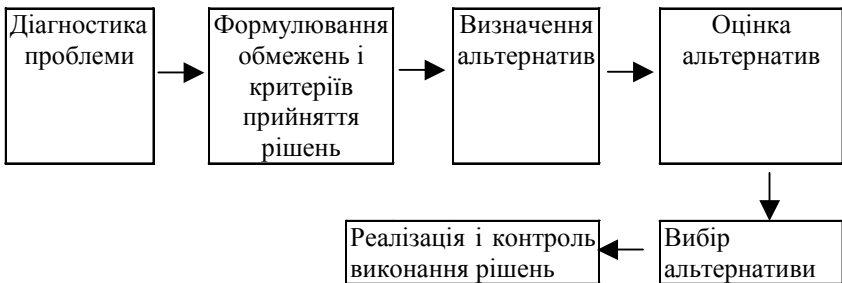 Діагностика
проблеми
Формулювання
обмежень і
критеріїв
прийняття
рішень
Визначення
альтернатив
Оцінка
альтернатив
Вибір
альтернативи
Реалізація і контроль
виконання рішень